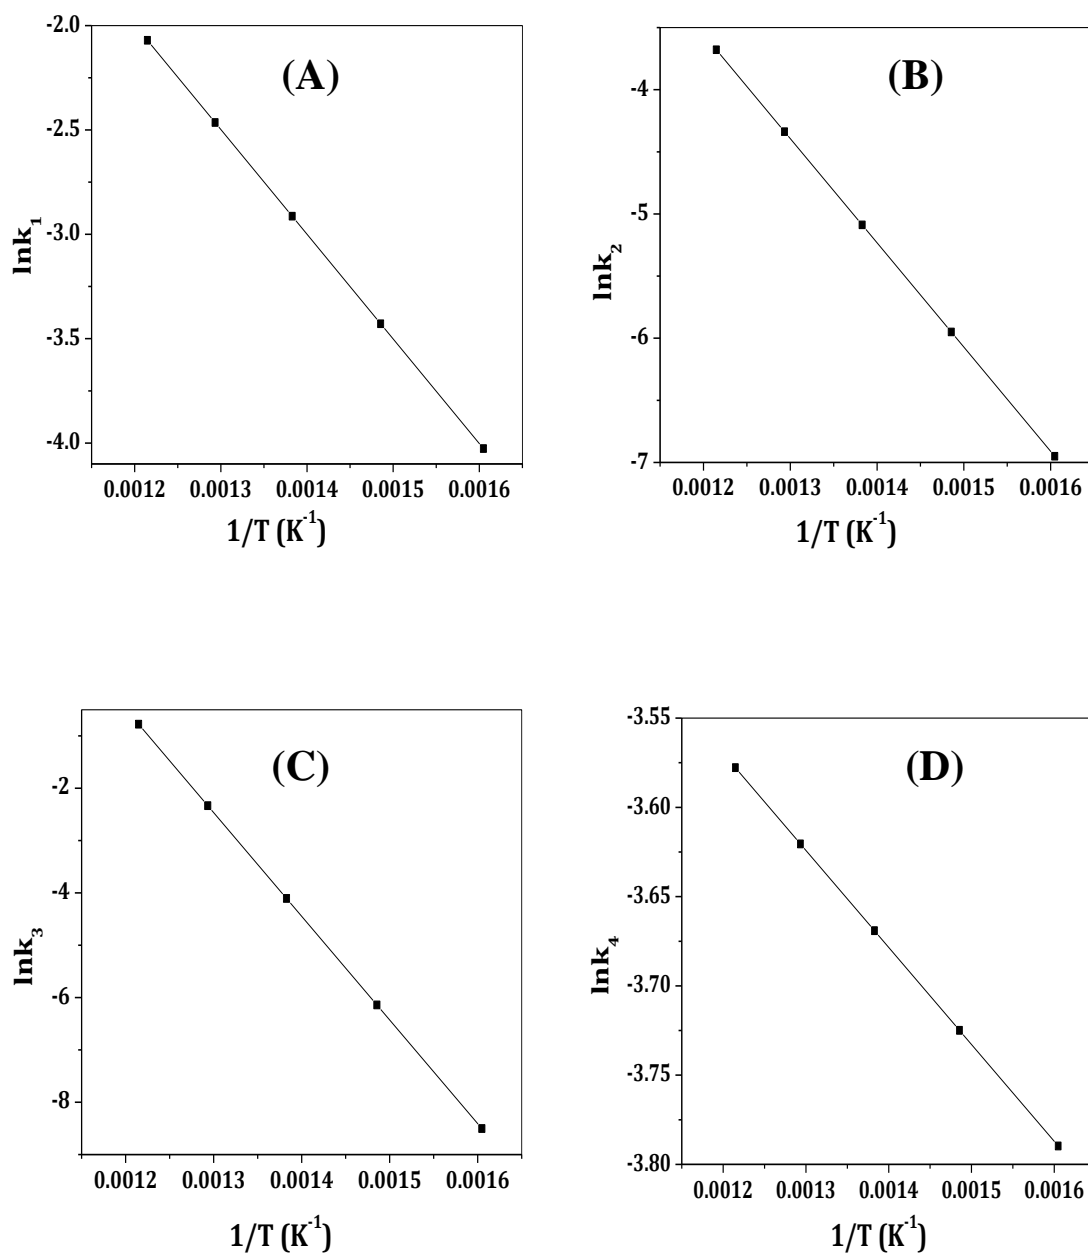 (A)
-2.0
-2.5
-3.0
-3.5
-4.0
lnk₁
0.0012 0.0013 0.0014 0.0015 0.0016
1/T (K⁻¹)
(B)
-4
-5
-6
-7
lnk₂
0.0012 0.0013 0.0014 0.0015 0.0016
1/T (K⁻¹)
(C)
-2
-4
-6
-8
lnk₃
0.0012 0.0013 0.0014 0.0015 0.0016
1/T (K⁻¹)
(D)
-3.55
-3.60
-3.65
-3.70
-3.75
-3.80
lnk₄
0.0012 0.0013 0.0014 0.0015 0.0016
1/T (K⁻¹)